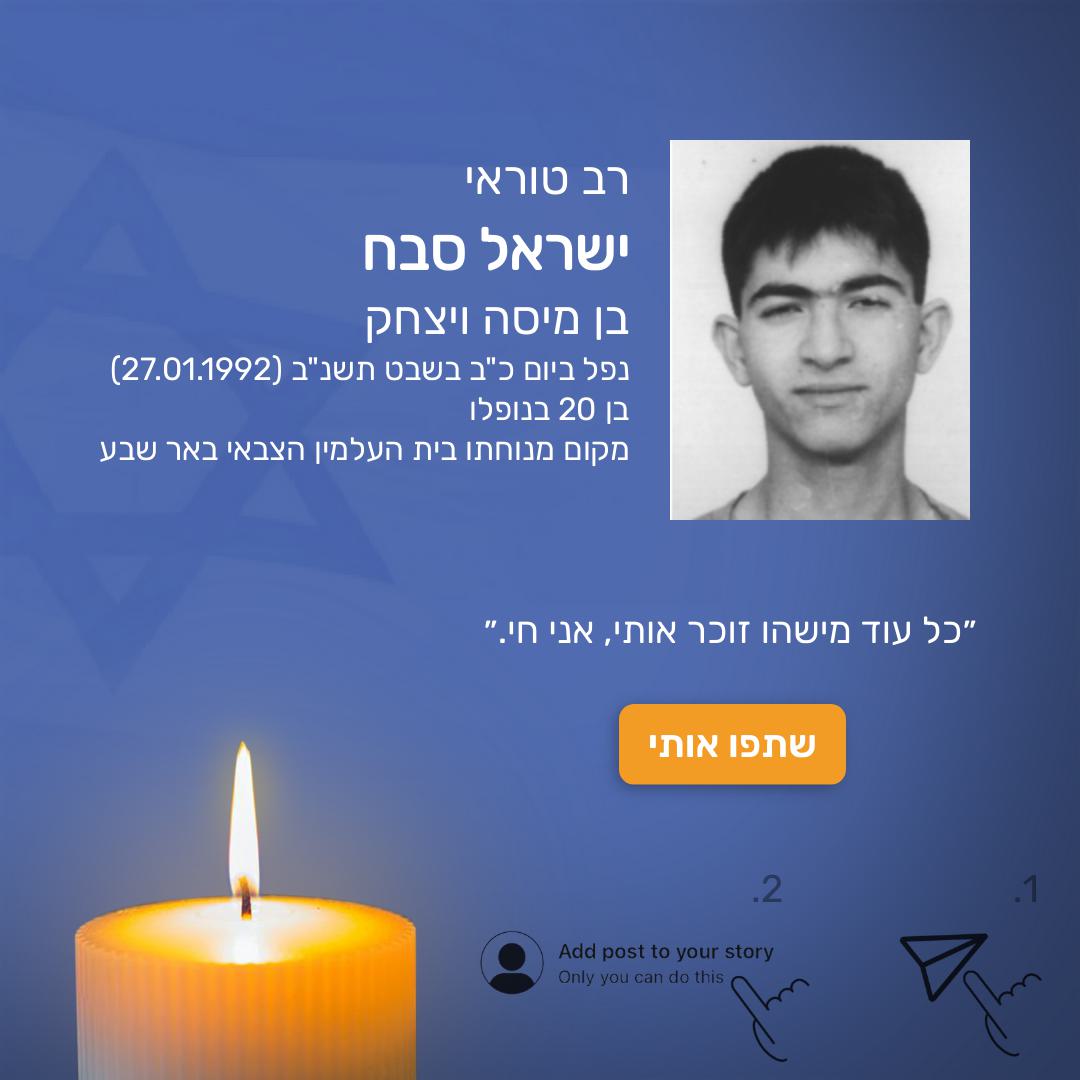 רב טוראי
ישראל סבח
בן מיסה ויצחק
נפל ביום כ"ב בשבט תשנ"ב (27.01.1992)
בן 20 בנופלו
מקום מנוחתו בית העלמין הצבאי באר שבע
״כל עוד מישהו זוכר אותי, אני חי.״
שתפו אותי
1.
2.
Add post to your story
Only you can do this